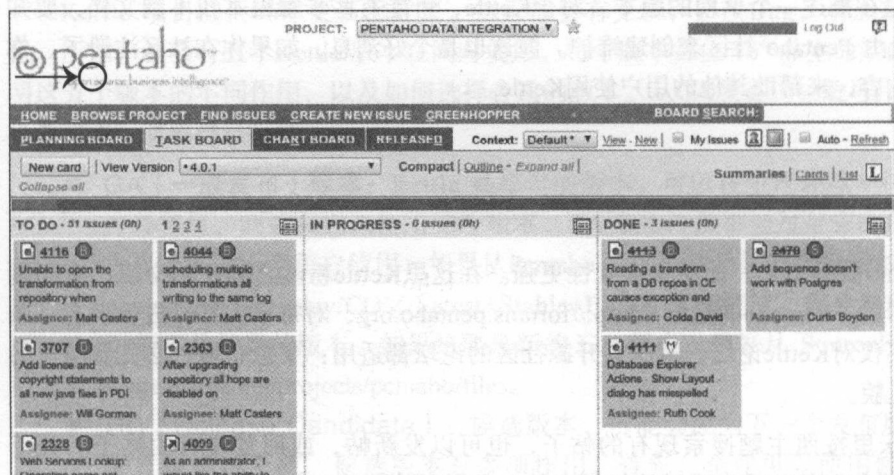 PROJECT: PENTAHO DATA INTEGRATION
Log Out
pentaho
open source business intelligence
HOME BROWSE PROJECT FIND ISSUES CREATE NEW ISSUE GREENHOPPER BOARD SEARCH:
PLANNING BOARD TASK BOARD CHART BOARD RELEASED Context: Default* View - New My Issues Auto - Refresh
New card View Version • 4.0.1 Compact | Outline - Expand all | Summaries | Cards | List
Collapse all
TO DO - 51 issues (0h) 1 2 3 4
4116
Unable to open the
transformation from
repository when
Assignee: Matt Casters
4044
scheduling multiple
transformations all
writing to the same log
Assignee: Matt Casters
3707
Add license and
copyright statements to
all new java files in PDI
Assignee: Will Gorman
2363
After upgrading
repository all hops are
disabled on
Assignee: Matt Casters
2328
Web Services Lookup:
4099
As an administrator, I
IN PROGRESS - 0 issues (0h)
DONE - 3 issues (0h)
4113
Reading a transform
from a DB repos in CE
causes exception and
Assignee: Golda David
2470
Add sequence doesn't
work with Postgres
Assignee: Curtis Boyden
4111
Database Explorer
Actions Show Layout
dialog has misspelled
Assignee: Ruth Cook